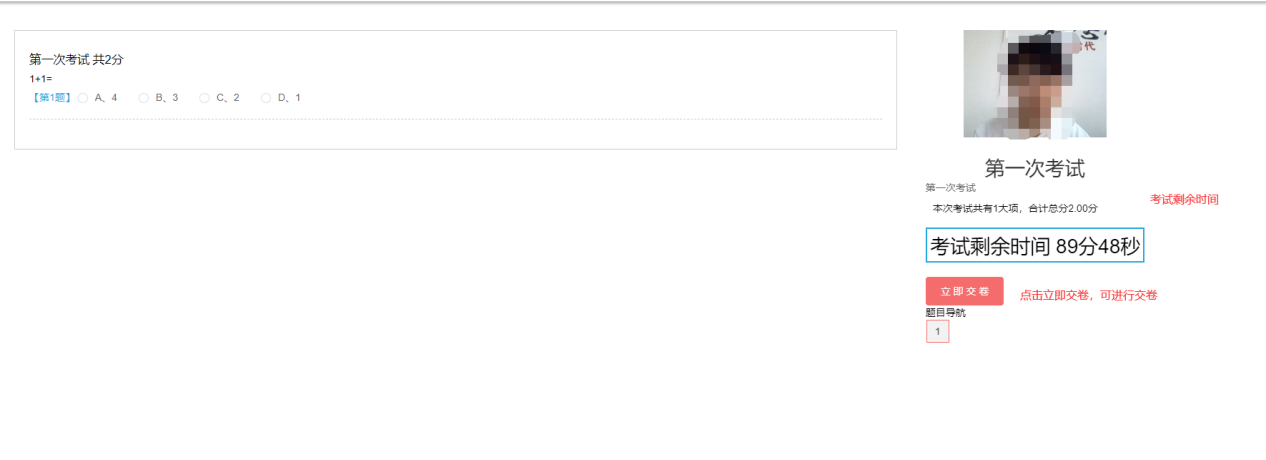 第一次考试 共2分
1+1=
【第1题】 A、4 B、3 C、2 D、1
代
第一次考试
第一次考试
考试剩余时间
本次考试共有1大项，合计总分2.00分
考试剩余时间 89分48秒
立即交卷
点击立即交卷，可进行交卷
题目导航
1